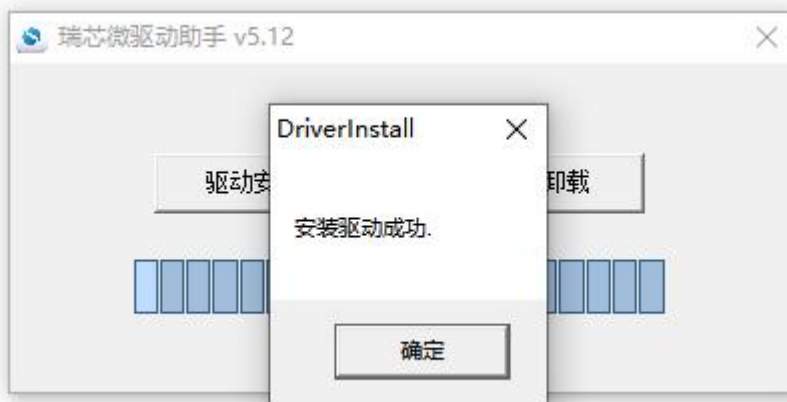 瑞芯微驱动助手 v5.12
DriverInstall
驱动安
卸载
安装驱动成功.
确定